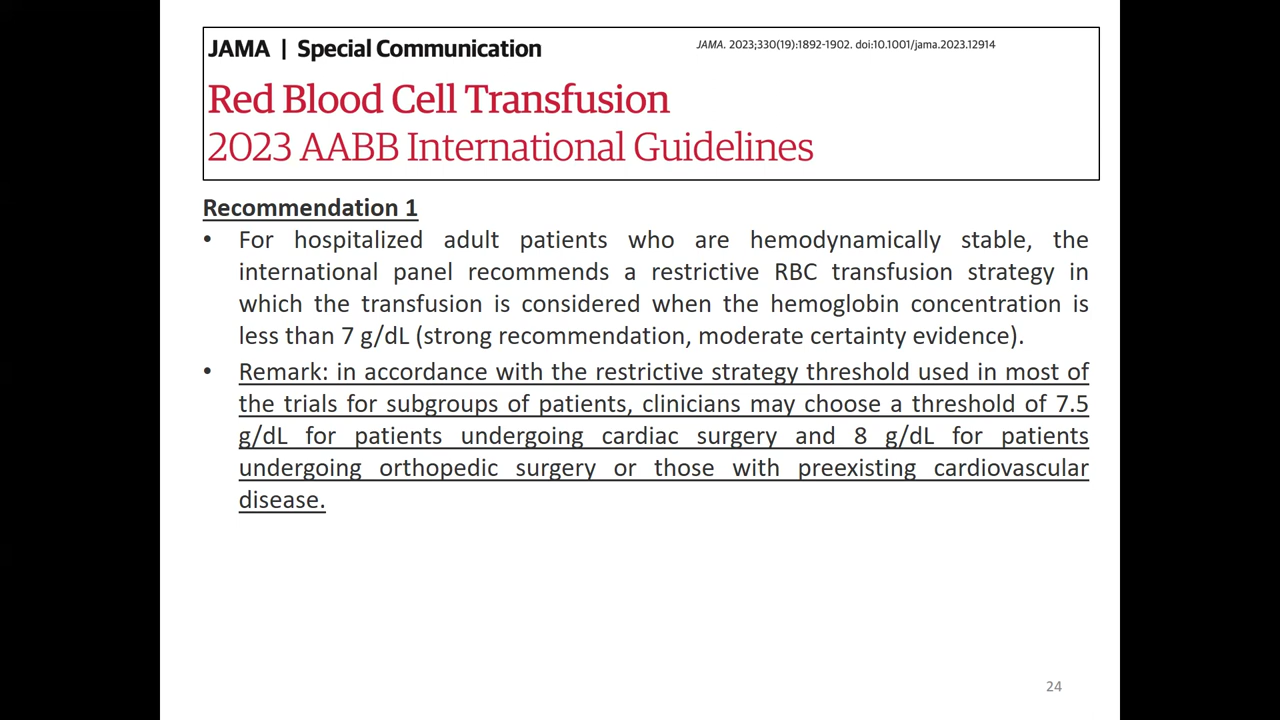 JAMA | Special Communication
JAMA. 2023;330(19):1892-1902. doi:10.1001/jama.2023.12914
Red Blood Cell Transfusion
2023 AABB International Guidelines
Recommendation 1
• For hospitalized adult patients who are hemodynamically stable, the
international panel recommends a restrictive RBC transfusion strategy in
which the transfusion is considered when the hemoglobin concentration is
less than 7 g/dL (strong recommendation, moderate certainty evidence).
• Remark: in accordance with the restrictive strategy threshold used in most of
the trials for subgroups of patients, clinicians may choose a threshold of 7.5
g/dL for patients undergoing cardiac surgery and 8 g/dL for patients
undergoing orthopedic surgery or those with preexisting cardiovascular
disease.
24